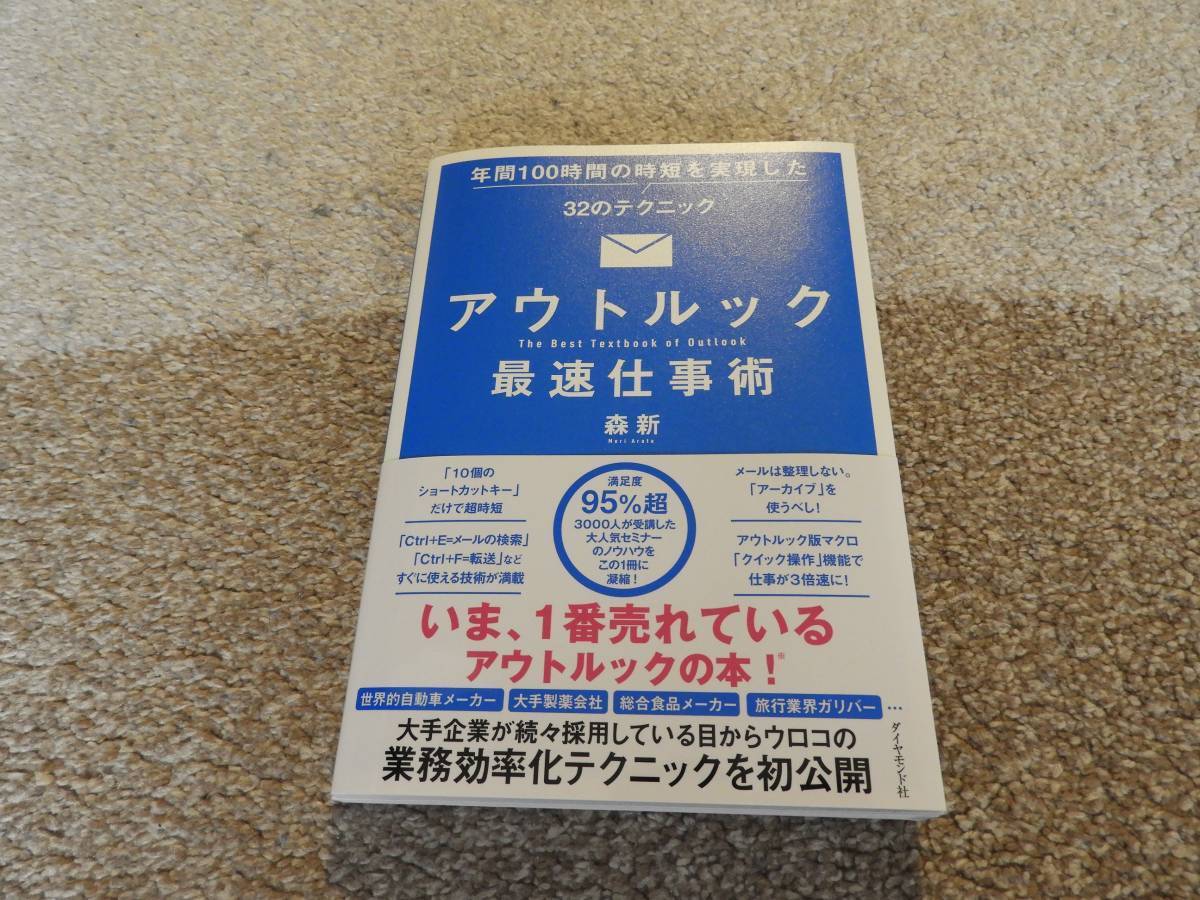 年間100時間の時短を実現した
32のテクニック
アウトルック
The Best Textbook of Outlook
最速仕事術
森新
Mori Arata
「10個の
ショートカットキー」
だけで超時短
「Ctrl+E=メールの検索」
「Ctrl+F=転送」など
すぐに使える技術が満載
満足度
95%超
3000人が受講した
大人気セミナー
のノウハウを
この1冊に
凝縮!
メールは整理しない。
「アーカイブ」を
使うべし!
アウトルック版マクロ
「クイック操作」機能で
仕事が3倍速に!
いま、1番売れている
アウトルックの本!※
世界的自動車メーカー 大手製薬会社 総合食品メーカー 旅行業界ガリバー …
大手企業が続々採用している目からウロコの
業務効率化テクニックを初公開
ダイヤモンド社